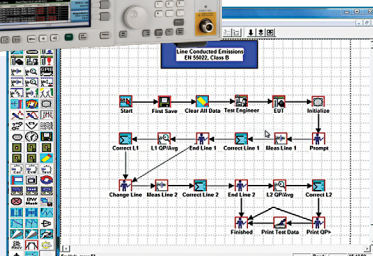 Line Conducted Emissions
EN 55022, Class B
Start First Save Clear All Data Test Engineer EUT Initialize
Correct L1 L1 QP/Avg End Line 1 Correct Line 1 Meas Line 1 Prompt
Change Line Meas Line 2 Correct Line 2 End Line 2 L2 QP/Avg Correct L2
Finished Print Test Data Print QP+